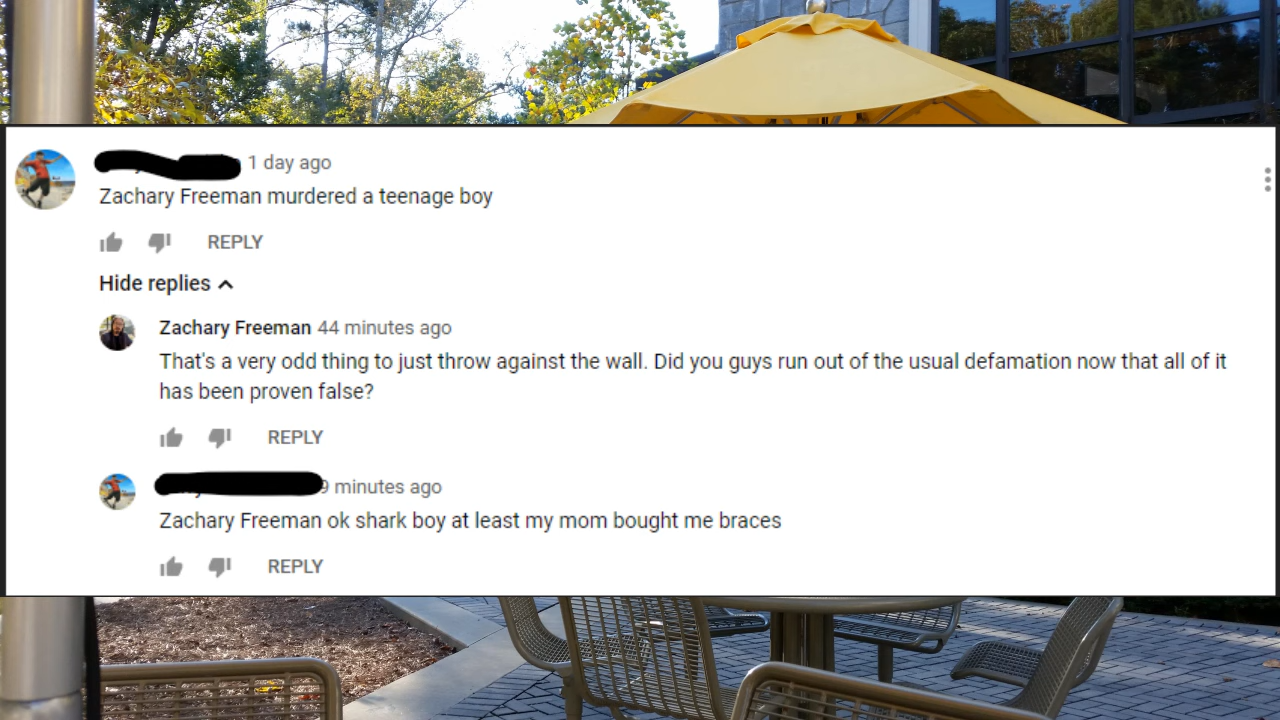 1 day ago
Zachary Freeman murdered a teenage boy
REPLY
Hide replies
Zachary Freeman 44 minutes ago
That's a very odd thing to just throw against the wall. Did you guys run out of the usual defamation now that all of it
has been proven false?
REPLY
9 minutes ago
Zachary Freeman ok shark boy at least my mom bought me braces
REPLY